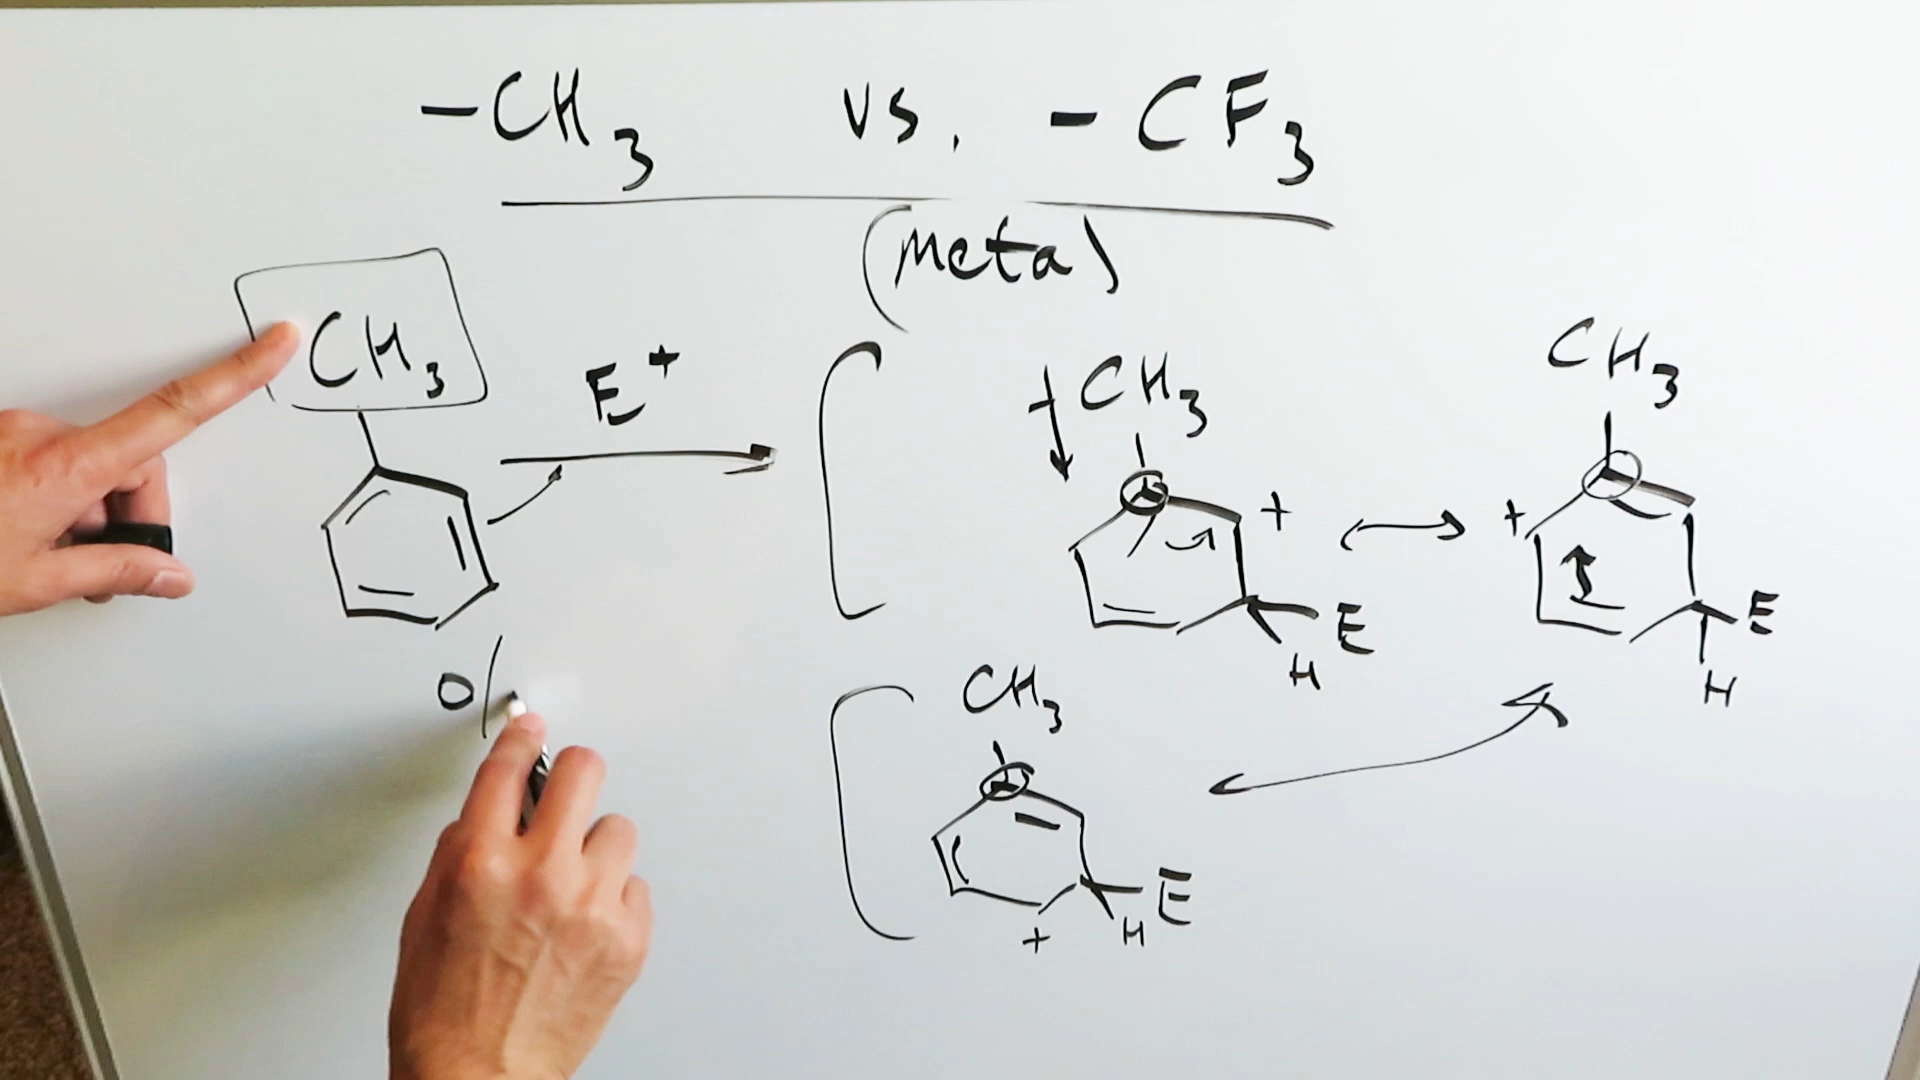 -CH3 vs. -CF3
(meta)
CH3
E+
CH3
+
E
H
CH3
+
E
H
o/
CH3
E
H
+